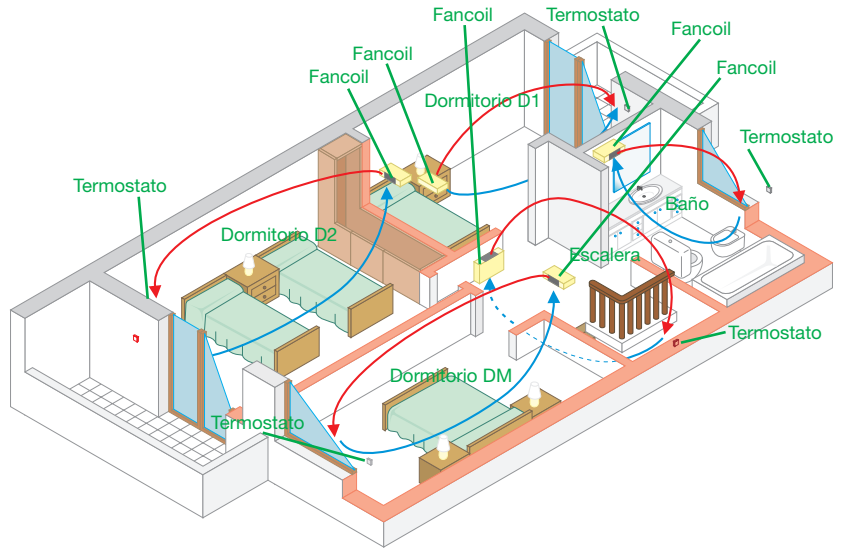 Fancoil
Termostato
Fancoil
Fancoil
Fancoil
Fancoil
Dormitorio D1
Termostato
Termostato
Baño
Dormitorio D2
Escalera
Termostato
Dormitorio DM
Termostato